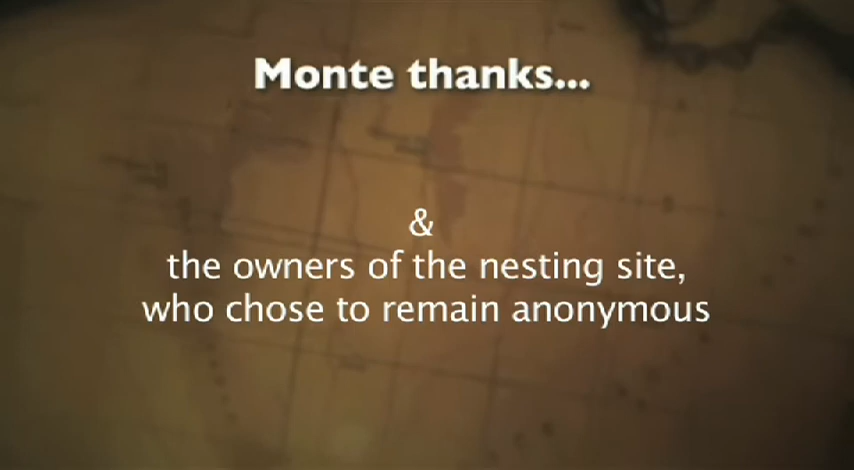 Monte thanks...
&
the owners of the nesting site,
who chose to remain anonymous